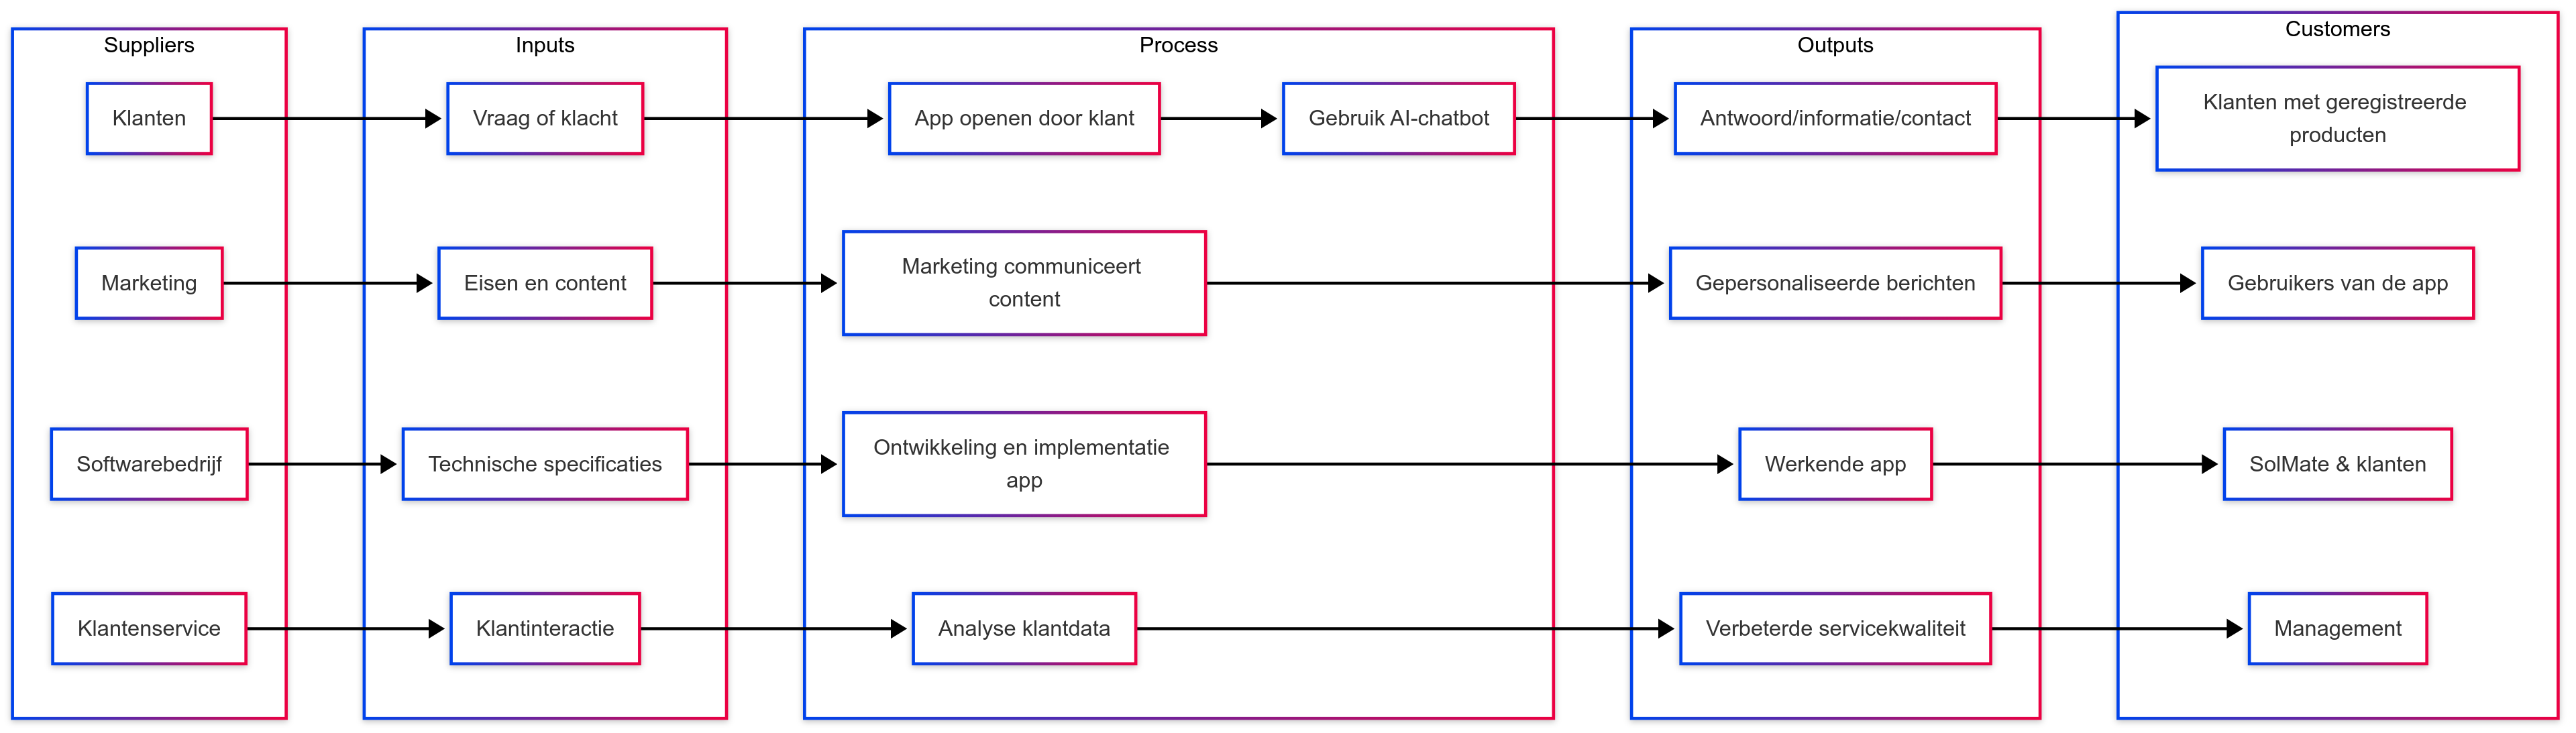 Suppliers
Inputs
Process
Outputs
Customers
Klanten
Vraag of klacht
App openen door klant
Gebruik AI-chatbot
Antwoord/informatie/contact
Klanten met geregistreerde
producten
Marketing
Eisen en content
Marketing communiceert
content
Gepersonaliseerde berichten
Gebruikers van de app
Softwarebedrijf
Technische specificaties
Ontwikkeling en implementatie
app
Werkende app
SolMate & klanten
Klantenservice
Klantinteractie
Analyse klantdata
Verbeterde servicekwaliteit
Management